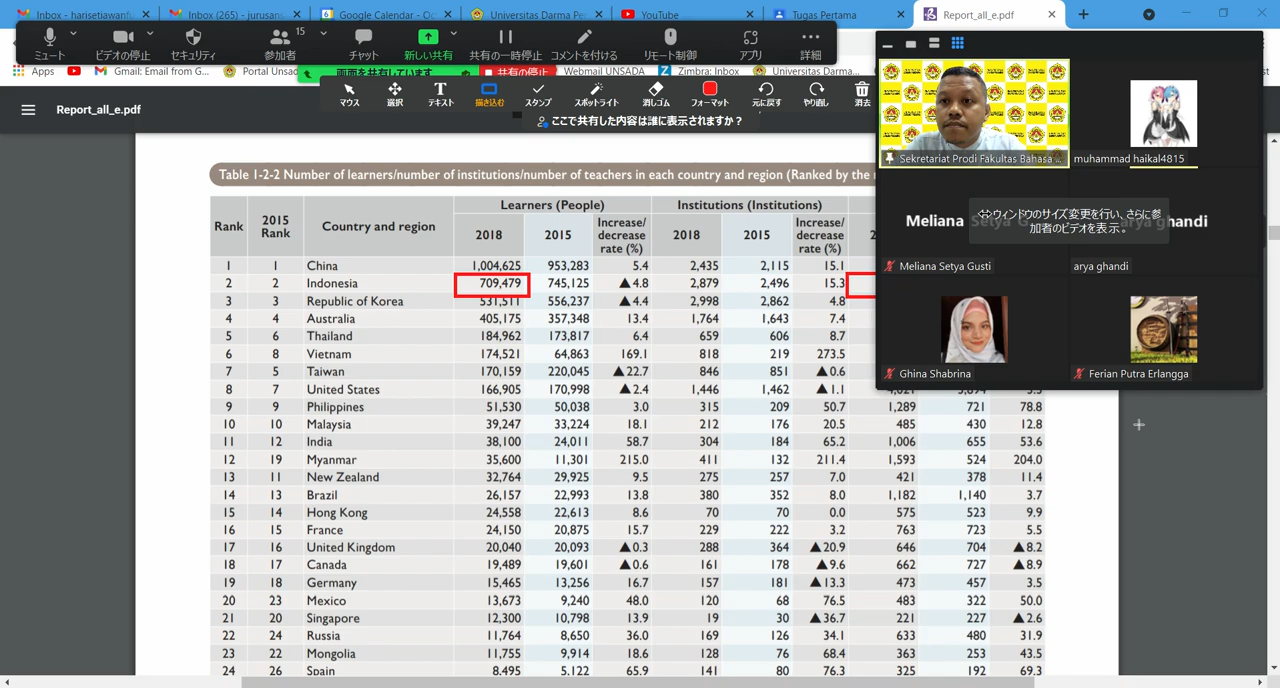 Inbox - harisetiawanf
Inbox (265) - jurusans
Google Calendar - Oc
Universitas Darma Pe
YouTube
Tugas Pertama
Report_all_e.pdf
ミュート
ビデオの停止
セキュリティ
参加者
15
チャット
新しい共有
共有の一時停止
コメントを付ける
リモート制御
アプリ
詳細
Apps
Gmail: Email from G...
Portal Unsad
画面を共有しています
共有の停止
Webmail UNSADA
Zimbra: Inbox
Universitas Darma...
Report_all_e.pdf
マウス
選択
テキスト
描き込む
スタンプ
スポットライト
消しゴム
フォーマット
元に戻す
やり直し
消去
ここで共有した内容は誰に表示されますか？
Sekretariat Prodi Fakultas Bahasa ...
muhammad haikal4815
Meliana Setya G
arya ghandi
⇔ウィンドウのサイズ変更を行い、さらに参
加者のビデオを表示。
Meliana Setya Gusti
arya ghandi
Ghina Shabrina
Ferian Putra Erlangga
Table 1-2-2 Number of learners/number of institutions/number of teachers in each country and region (Ranked by the
Learners (People) Institutions (Institutions)
Rank 2015 Rank Country and region 2018 2015 Increase/decrease rate (%) 2018 2015 Increase/decrease rate (%)
1 1 China 1,004,625 953,283 5.4 2,435 2,115 15.1
2 2 Indonesia 709,479 745,125 ▲4.8 2,879 2,496 15.3
3 3 Republic of Korea 531,511 556,237 ▲4.4 2,998 2,862 4.8
4 4 Australia 405,175 357,348 13.4 1,764 1,643 7.4
5 6 Thailand 184,962 173,817 6.4 659 606 8.7
6 8 Vietnam 174,521 64,863 169.1 818 219 273.5
7 5 Taiwan 170,159 220,045 ▲22.7 846 851 ▲0.6
8 7 United States 166,905 170,998 ▲2.4 1,446 1,462 ▲1.1
9 9 Philippines 51,530 50,038 3.0 315 209 50.7 1,289 721 78.8
10 10 Malaysia 39,247 33,224 18.1 212 176 20.5 485 430 12.8
11 12 India 38,100 24,011 58.7 304 184 65.2 1,006 655 53.6
12 19 Myanmar 35,600 11,301 215.0 411 132 211.4 1,593 524 204.0
13 11 New Zealand 32,764 29,925 9.5 275 257 7.0 421 378 11.4
14 13 Brazil 26,157 22,993 13.8 380 352 8.0 1,182 1,140 3.7
15 14 Hong Kong 24,558 22,613 8.6 70 70 0.0 575 523 9.9
16 15 France 24,150 20,875 15.7 229 222 3.2 763 723 5.5
17 16 United Kingdom 20,040 20,093 ▲0.3 288 364 ▲20.9 646 704 ▲8.2
18 17 Canada 19,489 19,601 ▲0.6 161 178 ▲9.6 662 727 ▲8.9
19 18 Germany 15,465 13,256 16.7 157 181 ▲13.3 473 457 3.5
20 23 Mexico 13,673 9,240 48.0 120 68 76.5 483 322 50.0
21 20 Singapore 12,300 10,798 13.9 19 30 ▲36.7 221 227 ▲2.6
22 24 Russia 11,764 8,650 36.0 169 126 34.1 633 480 31.9
23 22 Mongolia 11,755 9,914 18.6 128 76 68.4 363 253 43.5
24 26 Spain 8,495 5,122 65.9 141 80 76.3 325 192 69.3